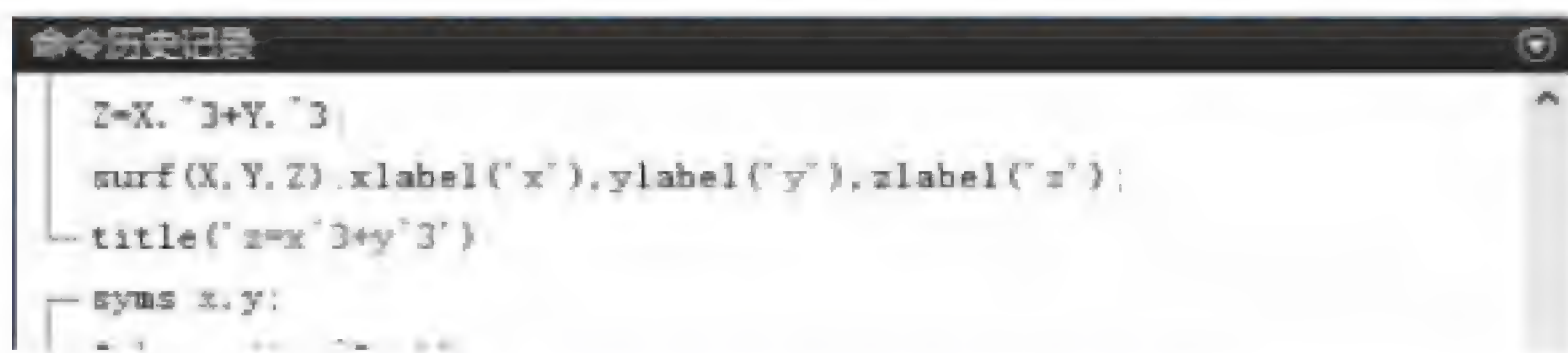 命令历史记录
Z=X.^3+Y.^3;
surf(X,Y,Z),xlabel('x'),ylabel('y'),zlabel('z');
title('z=x^3+y^3')
syms x,y;